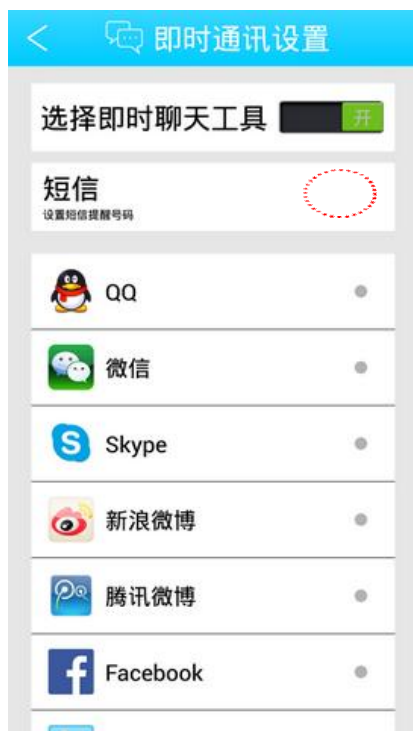 即时通讯设置
选择即时聊天工具 开
短信
设置短信提醒号码
QQ
微信
Skype
新浪微博
腾讯微博
Facebook